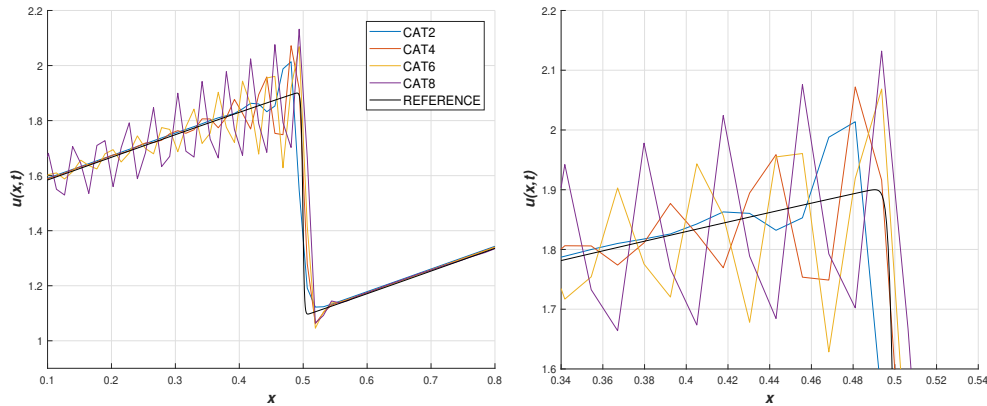 2.2
2
1.8
1.6
1.4
1.2
1
0.1 0.2 0.3 0.4 0.5 0.6 0.7 0.8
u(x,t)
x
CAT2
CAT4
CAT6
CAT8
REFERENCE
2.2
2.1
2
1.9
1.8
1.7
1.6
0.34 0.36 0.38 0.4 0.42 0.44 0.46 0.48 0.5 0.52 0.54
u(x,t)
x